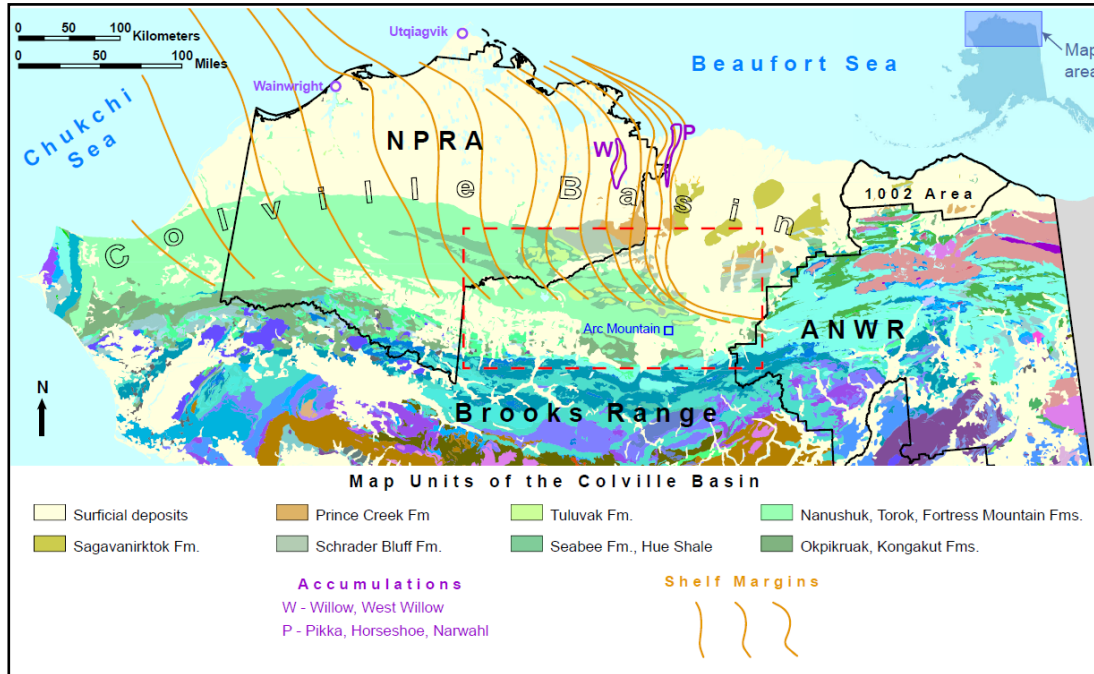 0 50 100 Kilometers
0 50 100 Miles
Utqiagvik
Wainwright
Beaufort Sea
Map area
Chukchi Sea
NPRA
W
P
Colville Basin
1002 Area
Arc Mountain
ANWR
N
Brooks Range
Map Units of the Colville Basin
Surficial deposits
Prince Creek Fm
Tuluvak Fm.
Nanushuk, Torok, Fortress Mountain Fms.
Sagavanirktok Fm.
Schrader Bluff Fm.
Seabee Fm., Hue Shale
Okpikruak, Kongakut Fms.
Accumulations
Shelf Margins
W - Willow, West Willow
P - Pikka, Horseshoe, Narwahl